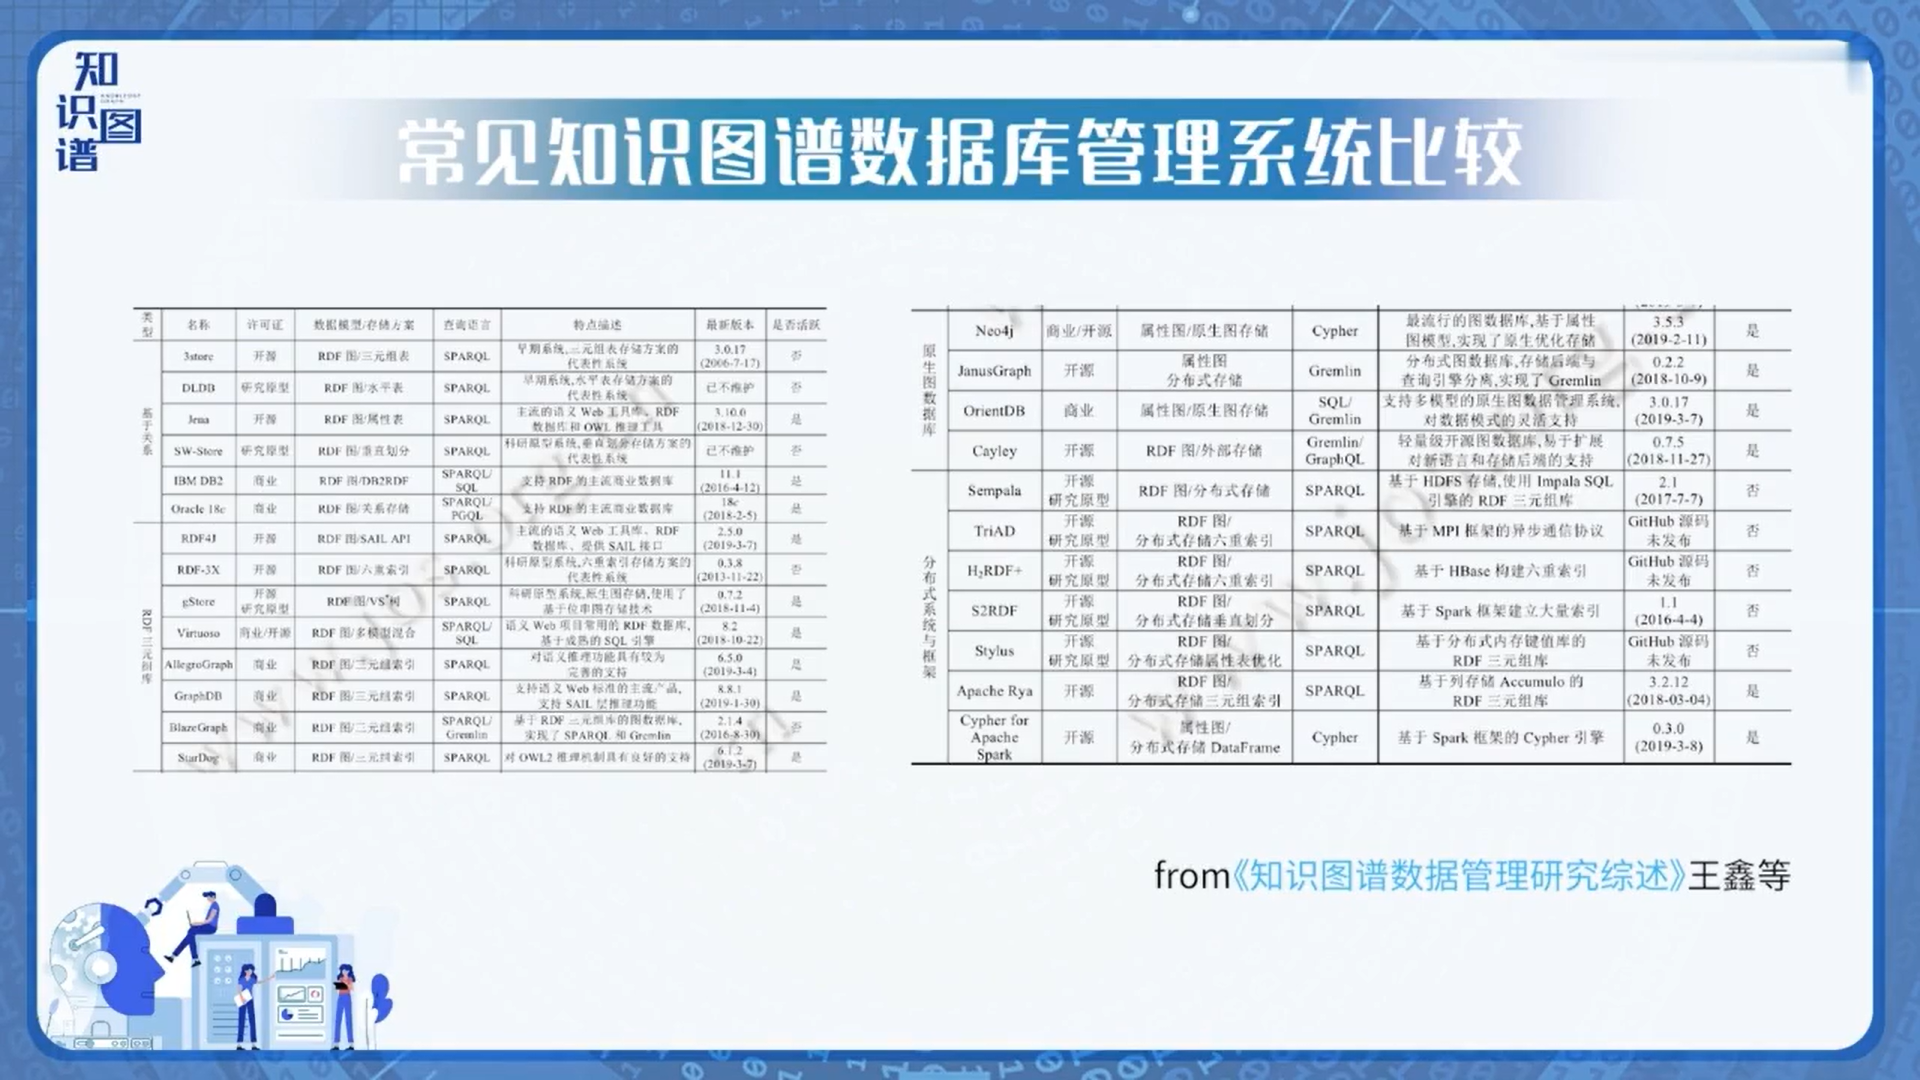 知识图谱
KNOWLEDGE GRAPH
常见知识图谱数据库管理系统比较
类型 名称 许可证 数据模型/存储方案 查询语言 特点描述 最新版本 是否活跃
基于关系
3store 开源 RDF 图/三元组表 SPARQL 早期系统,三元组表存储方案的代表性系统 3.0.17 (2006-7-17) 否
DLDB 研究原型 RDF 图/水平表 SPARQL 早期系统,水平表存储方案的代表性系统 已不维护 否
Jena 开源 RDF 图/属性表 SPARQL 主流的语义 Web 工具库、RDF 数据库和 OWL 推理工具 3.10.0 (2018-12-30) 是
SW-Store 研究原型 RDF 图/垂直划分 SPARQL 科研原型系统,垂直划分存储方案的代表性系统 已不维护 否
IBM DB2 商业 RDF 图/DB2RDF SPARQL/SQL 支持 RDF 的主流商业数据库 11.1 (2016-4-12) 是
Oracle 18c 商业 RDF 图/关系存储 SPARQL/PGQL 支持 RDF 的主流商业数据库 18c (2018-2-5) 是
RDF 三元组库
RDF4J 开源 RDF 图/SAIL API SPARQL 主流的语义 Web 工具库、RDF 数据库、提供 SAIL 接口 2.5.0 (2019-3-7) 是
RDF-3X 开源 RDF 图/六重索引 SPARQL 科研原型系统,六重索引存储方案的代表性系统 0.3.8 (2013-11-22) 否
gStore 开源 研究原型 RDF 图/VS*树 SPARQL 科研原型系统,原生图存储,使用了基于位串图存储技术 0.7.2 (2018-11-4) 是
Virtuoso 商业/开源 RDF 图/多模型混合 SPARQL/SQL 语义 Web 项目常用的 RDF 数据库,基于成熟的 SQL 引擎 8.2 (2018-10-22) 是
AllegroGraph 商业 RDF 图/三元组索引 SPARQL 对语义推理功能具有较为完善的支持 6.5.0 (2019-3-4) 是
GraphDB 商业 RDF 图/三元组索引 SPARQL 支持语义 Web 标准的主流产品,支持 SAIL 层推理功能 8.8.1 (2019-1-30) 是
BlazeGraph 商业 RDF 图/三元组索引 SPARQL/Gremlin 基于 RDF 三元组库的图数据库,实现了 SPARQL 和 Gremlin 2.1.4 (2016-8-30) 否
StarDog 商业 RDF 图/三元组索引 SPARQL 对 OWL2 推理机制具有良好的支持 6.1.2 (2019-3-7) 是
原生图数据库
Neo4j 商业/开源 属性图/原生图存储 Cypher 最流行的图数据库,基于属性图模型,实现了原生优化存储 3.5.3 (2019-2-11) 是
JanusGraph 开源 属性图 分布式存储 Gremlin 分布式图数据库,存储后端与查询引擎分离,实现了 Gremlin 0.2.2 (2018-10-9) 是
OrientDB 商业 属性图/原生图存储 SQL/Gremlin 支持多模型的原生图数据管理系统,对数据模式的灵活支持 3.0.17 (2019-3-7) 是
Cayley 开源 RDF 图/外部存储 Gremlin/GraphQL 轻量级开源图数据库,易于扩展对新语言和存储后端的支持 0.7.5 (2018-11-27) 是
分布式系统与框架
Sempala 开源 研究原型 RDF 图/分布式存储 SPARQL 基于 HDFS 存储,使用 Impala SQL 引擎的 RDF 三元组库 2.1 (2017-7-7) 否
TriAD 开源 研究原型 RDF 图/分布式存储六重索引 SPARQL 基于 MPI 框架的异步通信协议 GitHub 源码未发布 否
H₂RDF+ 开源 研究原型 RDF 图/分布式存储六重索引 SPARQL 基于 HBase 构建六重索引 GitHub 源码未发布 否
S2RDF 开源 研究原型 RDF 图/分布式存储垂直划分 SPARQL 基于 Spark 框架建立大量索引 1.1 (2016-4-4) 否
Stylus 开源 研究原型 RDF 图/分布式存储属性表优化 SPARQL 基于分布式内存键值库的 RDF 三元组库 GitHub 源码未发布 否
Apache Rya 开源 RDF 图/分布式存储三元组索引 SPARQL 基于列存储 Accumulo 的 RDF 三元组库 3.2.12 (2018-03-04) 是
Cypher for Apache Spark 开源 属性图/分布式存储 DataFrame Cypher 基于 Spark 框架的 Cypher 引擎 0.3.0 (2019-3-8) 是
from《知识图谱数据管理研究综述》王鑫等